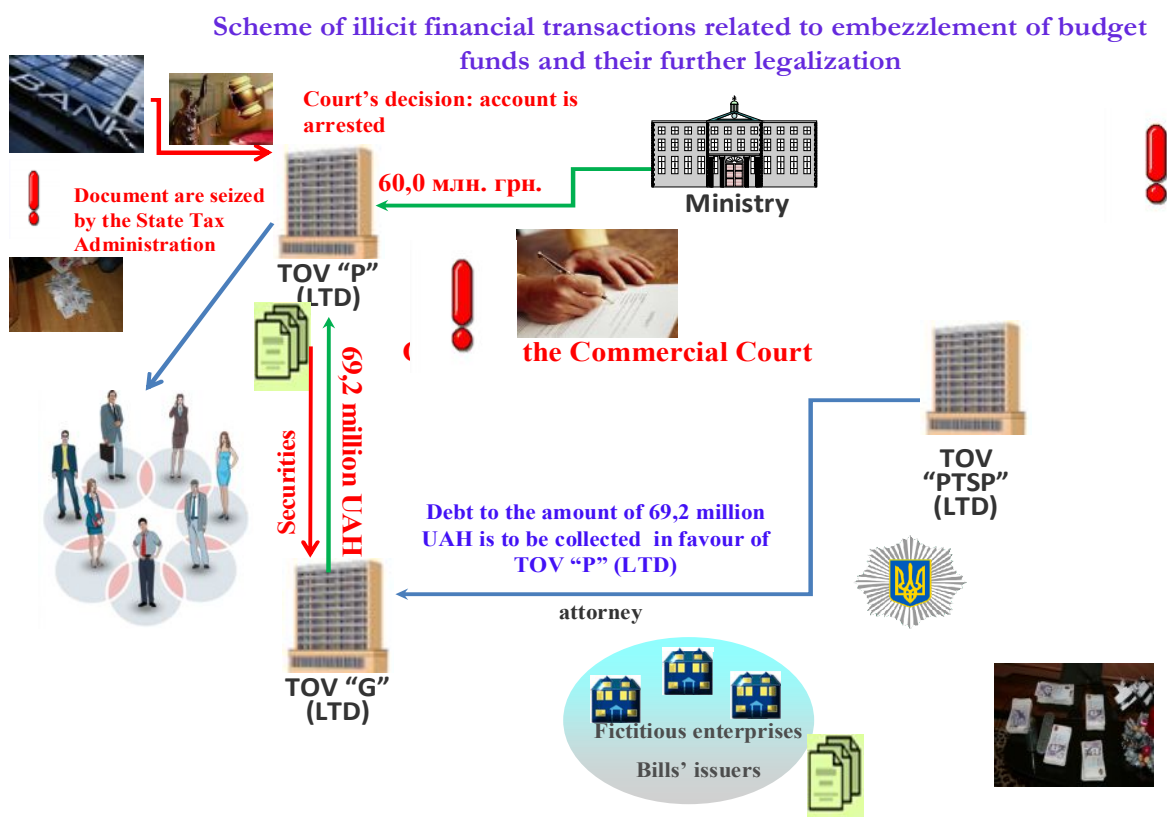 Scheme of illicit financial transactions related to embezzlement of budget
funds and their further legalization
BANK
Court’s decision: account is
arrested
60,0 млн. грн.
Ministry
Document are seized
by the State Tax
Administration
TOV “P”
(LTD)
the Commercial Court
69,2 million UAH
Securities
TOV
“PTSP”
(LTD)
Debt to the amount of 69,2 million
UAH is to be collected in favour of
TOV “P” (LTD)
attorney
TOV “G”
(LTD)
Fictitious enterprises
Bills’ issuers